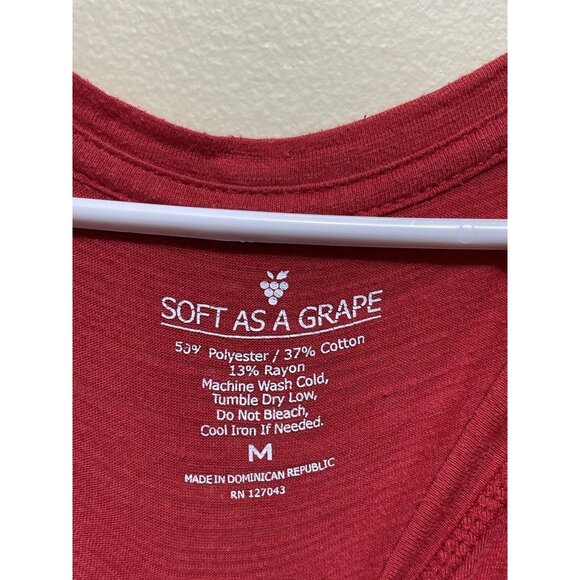 SOFT AS A GRAPE
Polyester / 37% Cotton
13% Rayon
Machine Wash Cold,
Tumble Dry Low,
Do Not Bleach,
Cool Iron If Needed.
M
MADE IN DOMINICAN REPUBLIC
RN 127043